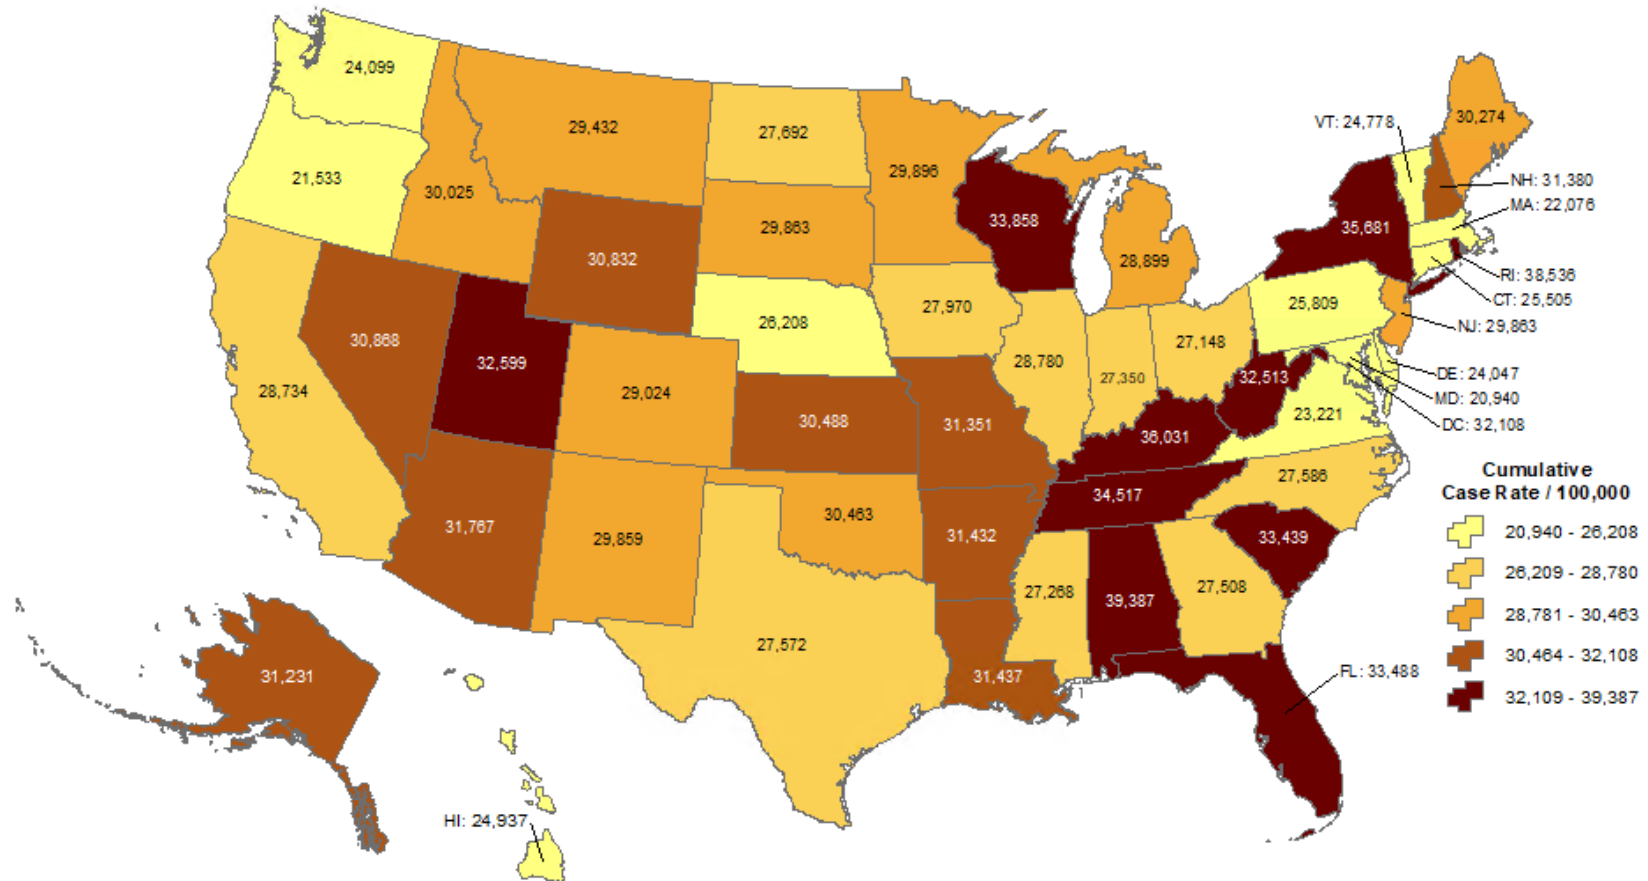 24,099
29,432
27,692
30,274
VT: 24,778
21,533
30,025
29,896
NH: 31,380
MA: 22,076
33,858
35,681
29,863
30,832
28,899
RI: 38,536
CT: 25,505
NJ: 29,863
25,809
26,208
27,970
30,868
32,599
27,148
28,780
27,350
32,513
DE: 24,047
MD: 20,940
DC: 32,108
28,734
29,024
30,488
31,351
23,221
36,031
27,586
34,517
31,767
29,859
30,463
31,432
33,439
27,268
39,387
27,508
27,572
31,437
FL: 33,488
31,231
HI: 24,937
Cumulative
Case Rate / 100,000
20,940 - 26,208
26,209 - 28,780
28,781 - 30,463
30,464 - 32,108
32,109 - 39,387